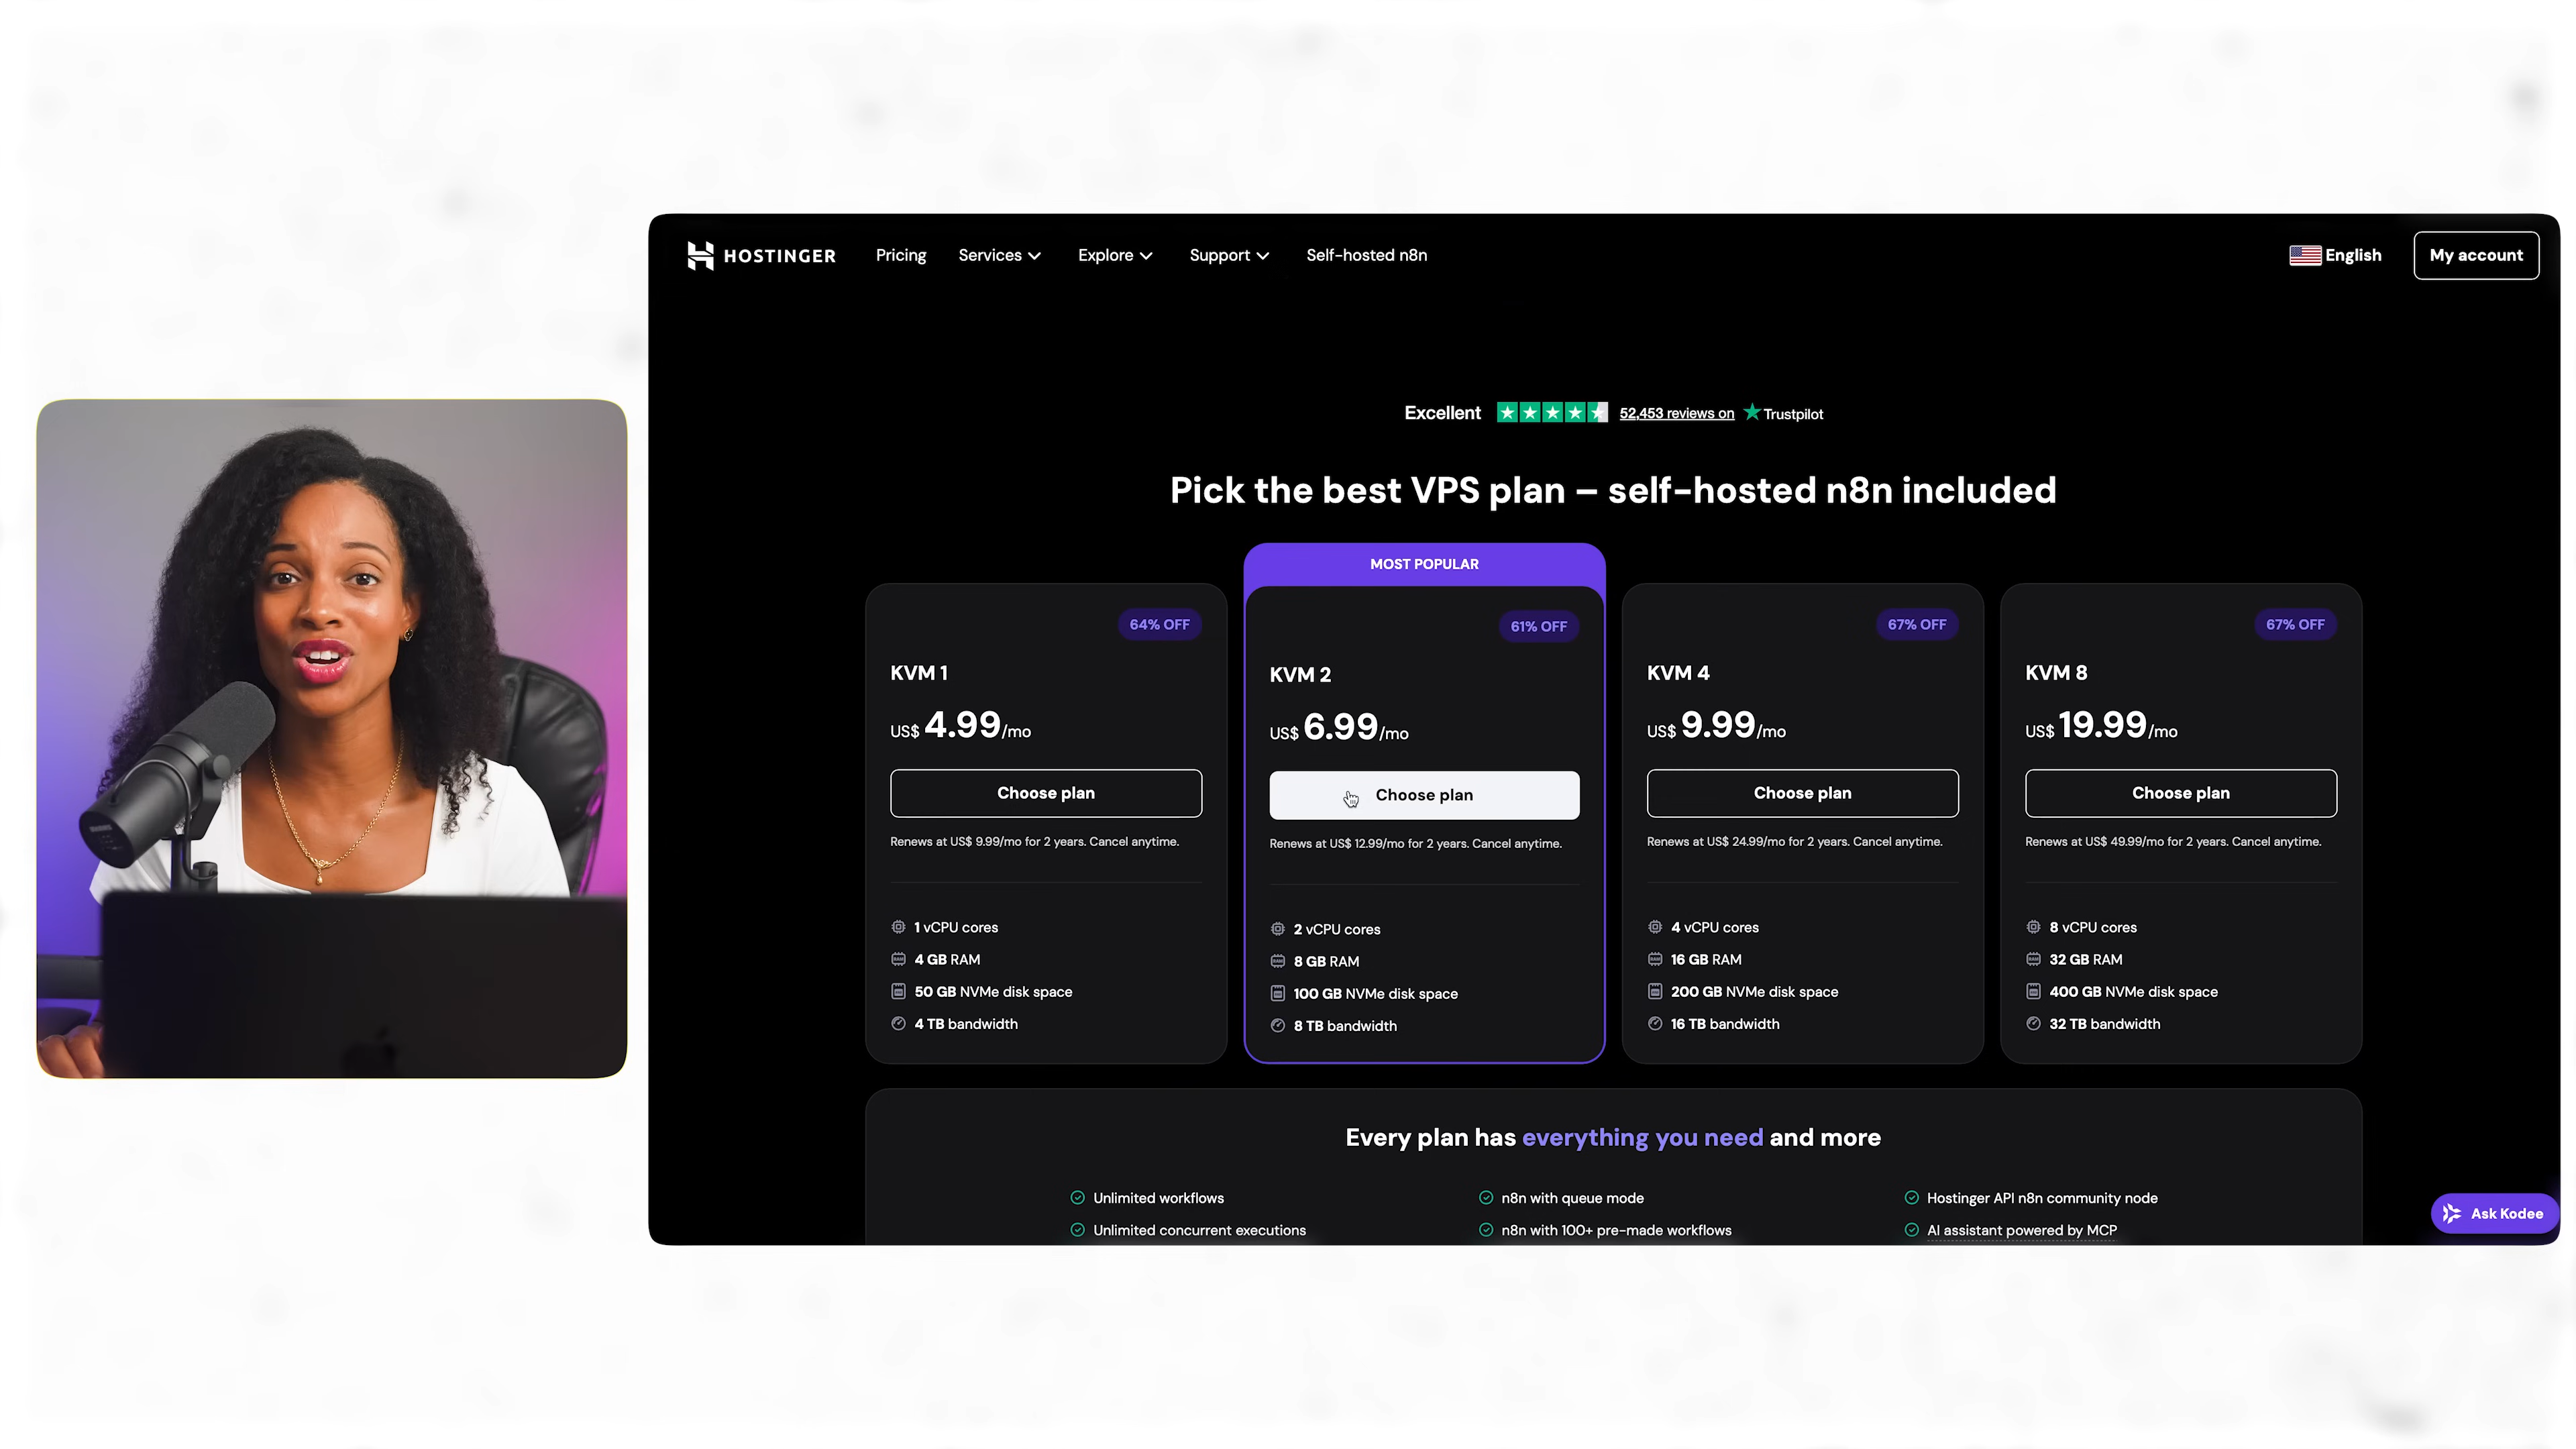 HOSTINGER
Pricing
Services
Explore
Support
Self-hosted n8n
English
My account
Excellent
52,453 reviews on Trustpilot
Pick the best VPS plan – self-hosted n8n included
64% OFF
KVM 1
US$ 4.99/mo
Choose plan
Renews at US$ 9.99/mo for 2 years. Cancel anytime.
1 vCPU cores
4 GB RAM
50 GB NVMe disk space
4 TB bandwidth
MOST POPULAR
61% OFF
KVM 2
US$ 6.99/mo
Choose plan
Renews at US$ 12.99/mo for 2 years. Cancel anytime.
2 vCPU cores
8 GB RAM
100 GB NVMe disk space
8 TB bandwidth
67% OFF
KVM 4
US$ 9.99/mo
Choose plan
Renews at US$ 24.99/mo for 2 years. Cancel anytime.
4 vCPU cores
16 GB RAM
200 GB NVMe disk space
16 TB bandwidth
67% OFF
KVM 8
US$ 19.99/mo
Choose plan
Renews at US$ 49.99/mo for 2 years. Cancel anytime.
8 vCPU cores
32 GB RAM
400 GB NVMe disk space
32 TB bandwidth
Every plan has everything you need and more
Unlimited workflows
n8n with queue mode
Hostinger API n8n community node
Unlimited concurrent executions
n8n with 100+ pre-made workflows
AI assistant powered by MCP
Ask Kodee